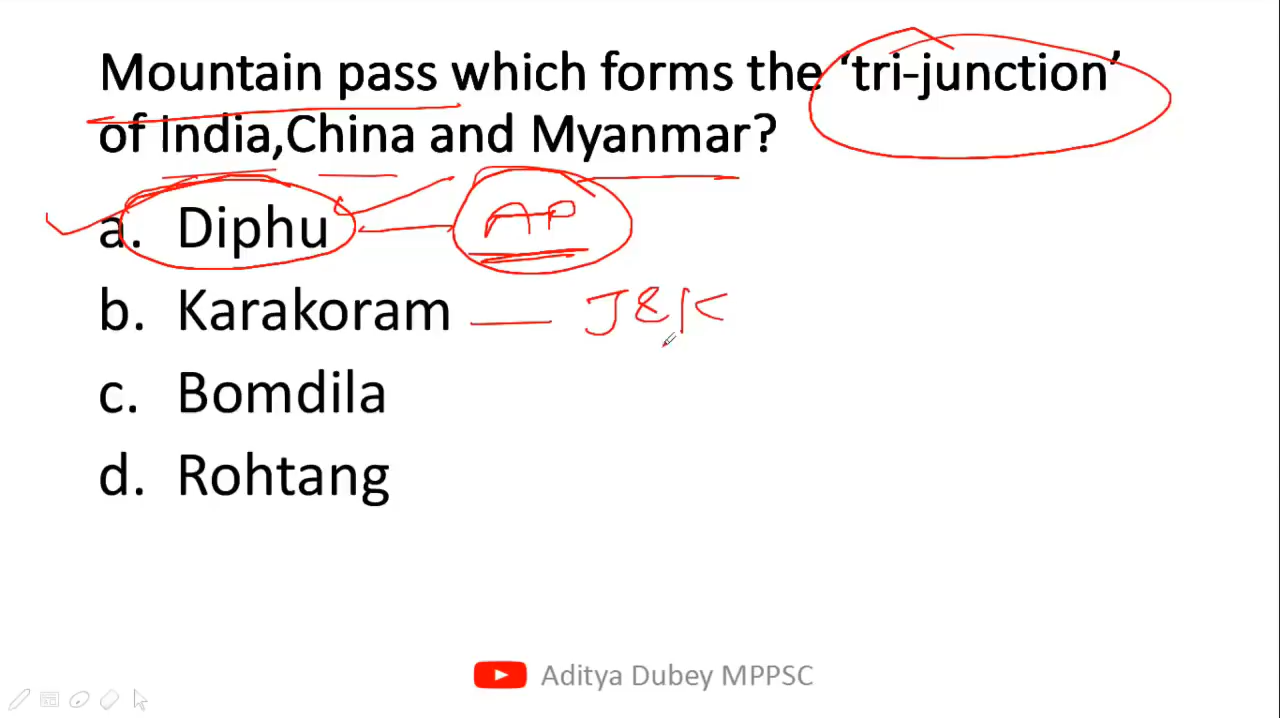 Mountain pass which forms the ‘tri-junction’
of India,China and Myanmar?
a. Diphu AP
b. Karakoram — J&K
c. Bomdila
d. Rohtang
Aditya Dubey MPPSC